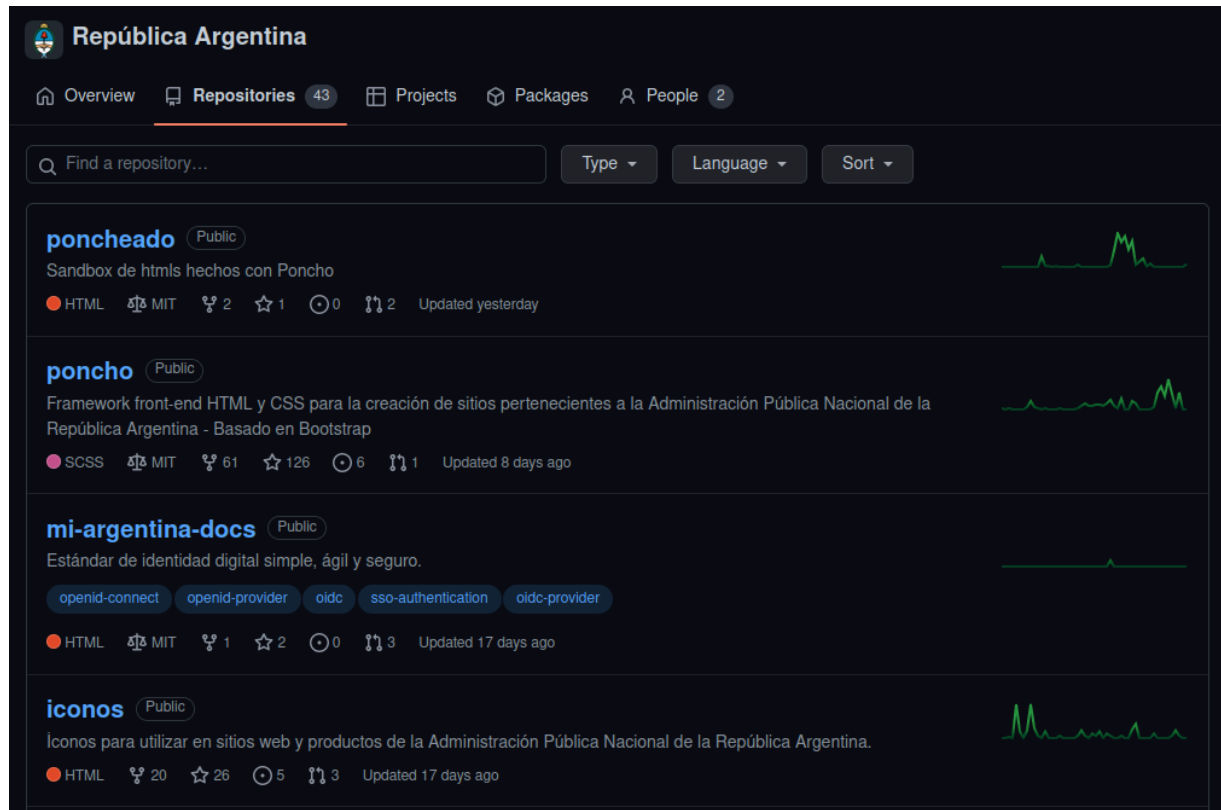 República Argentina
Overview Repositories 43 Projects Packages People 2
Find a repository… Type Language Sort
poncheado Public
Sandbox de htmls hechos con Poncho
HTML MIT 2 1 0 2 Updated yesterday
poncho Public
Framework front-end HTML y CSS para la creación de sitios pertenecientes a la Administración Pública Nacional de la
República Argentina - Basado en Bootstrap
SCSS MIT 61 126 6 1 Updated 8 days ago
mi-argentina-docs Public
Estándar de identidad digital simple, ágil y seguro.
openid-connect openid-provider oidc sso-authentication oidc-provider
HTML MIT 1 2 0 3 Updated 17 days ago
iconos Public
Íconos para utilizar en sitios web y productos de la Administración Pública Nacional de la República Argentina.
HTML 20 26 5 3 Updated 17 days ago